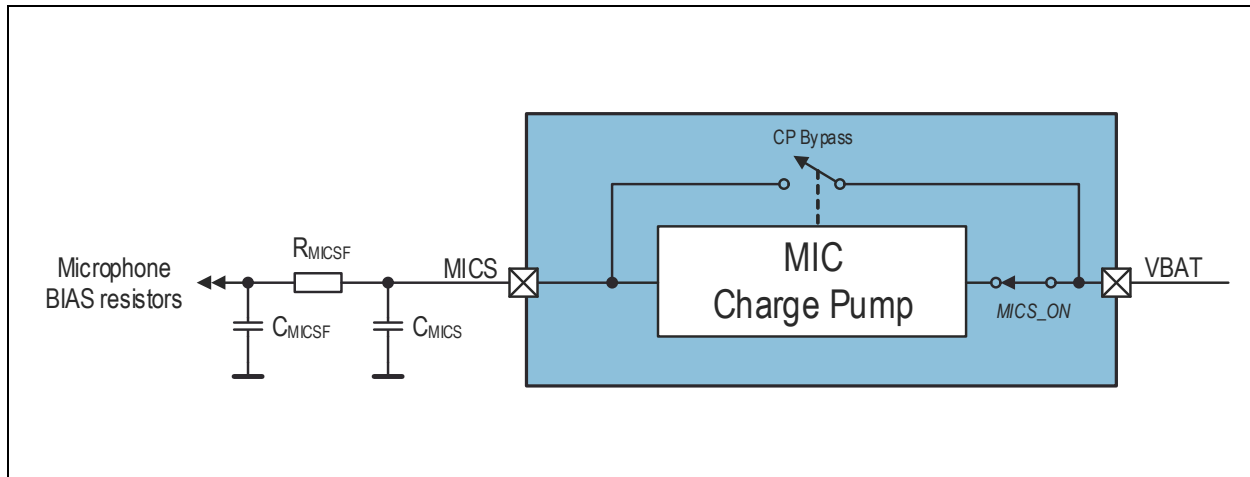 CP Bypass
Microphone
BIAS resistors
RMICSF
MICS
MIC
Charge Pump
VBAT
MICS_ON
CMICSF
CMICS